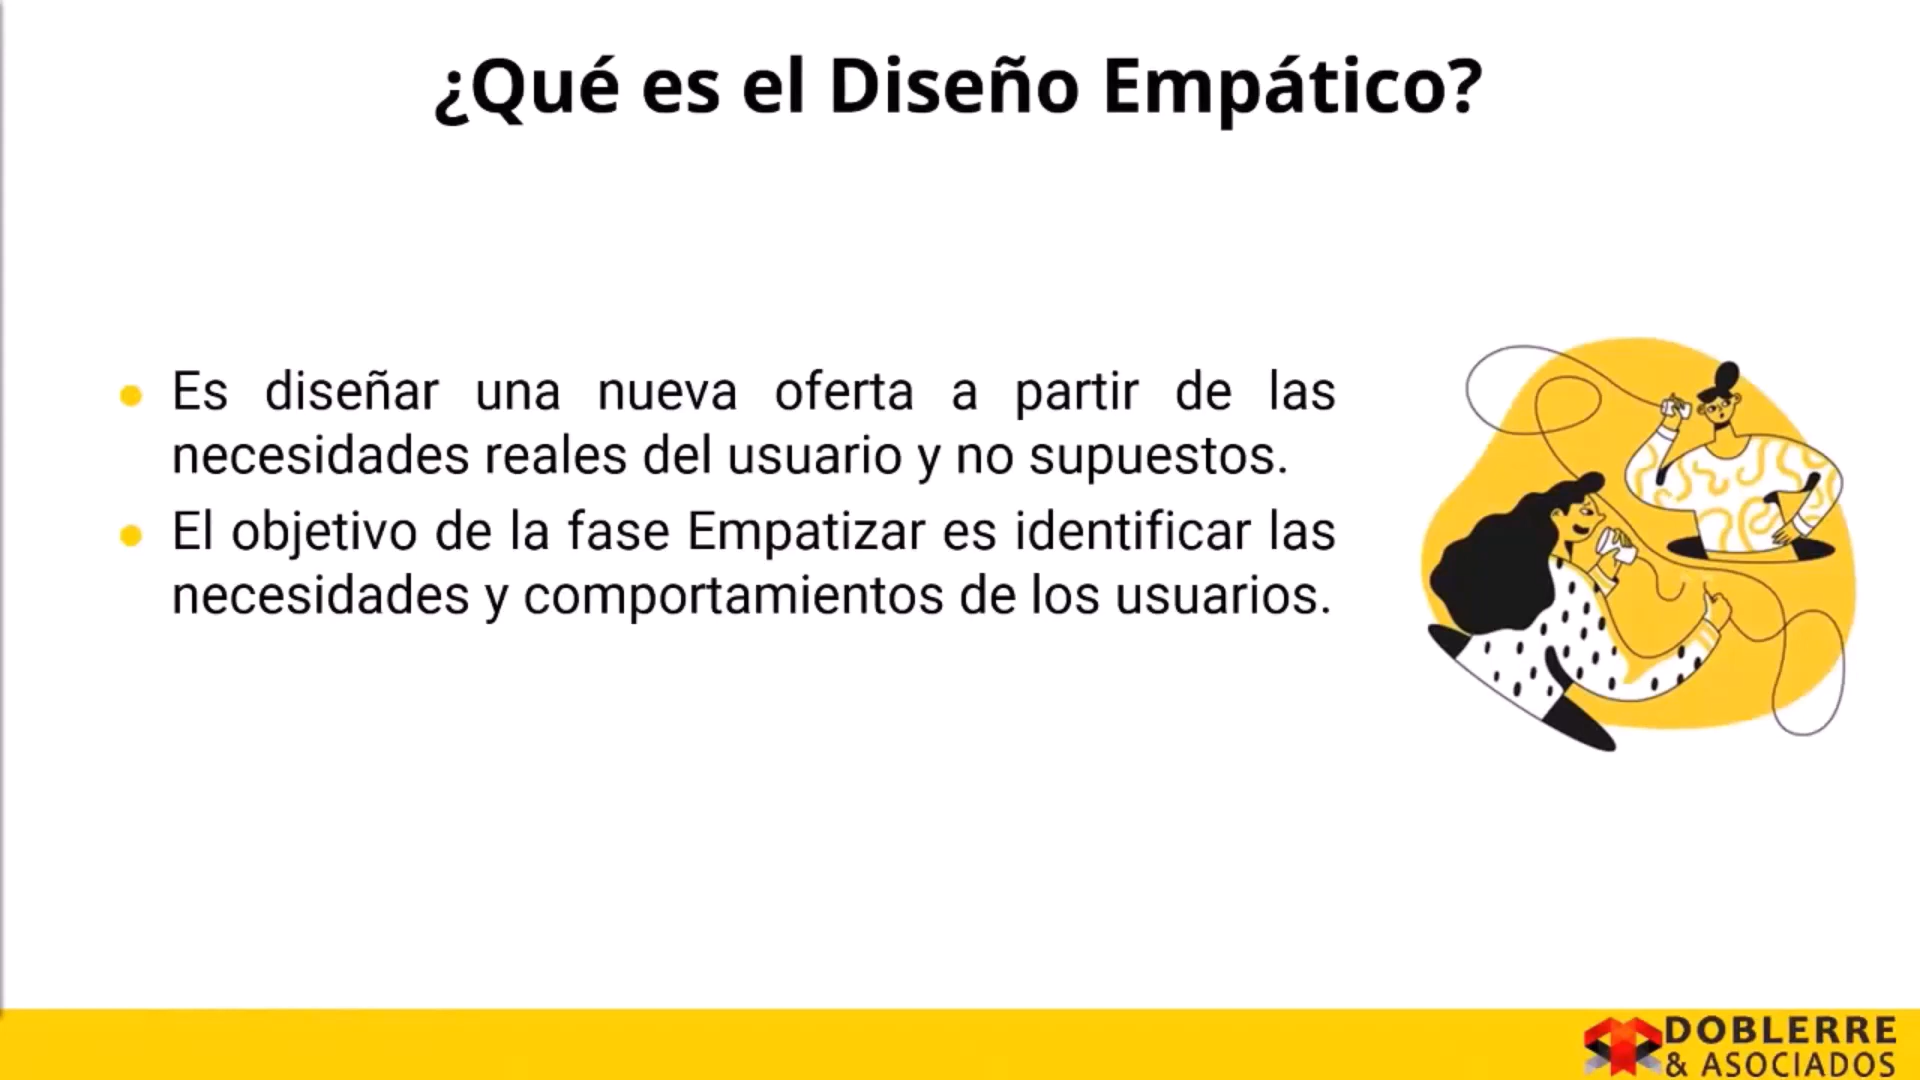 ¿Qué es el Diseño Empático?
Es diseñar una nueva oferta a partir de las
necesidades reales del usuario y no supuestos.
El objetivo de la fase Empatizar es identificar las
necesidades y comportamientos de los usuarios.
DOBLERRE
& ASOCIADOS